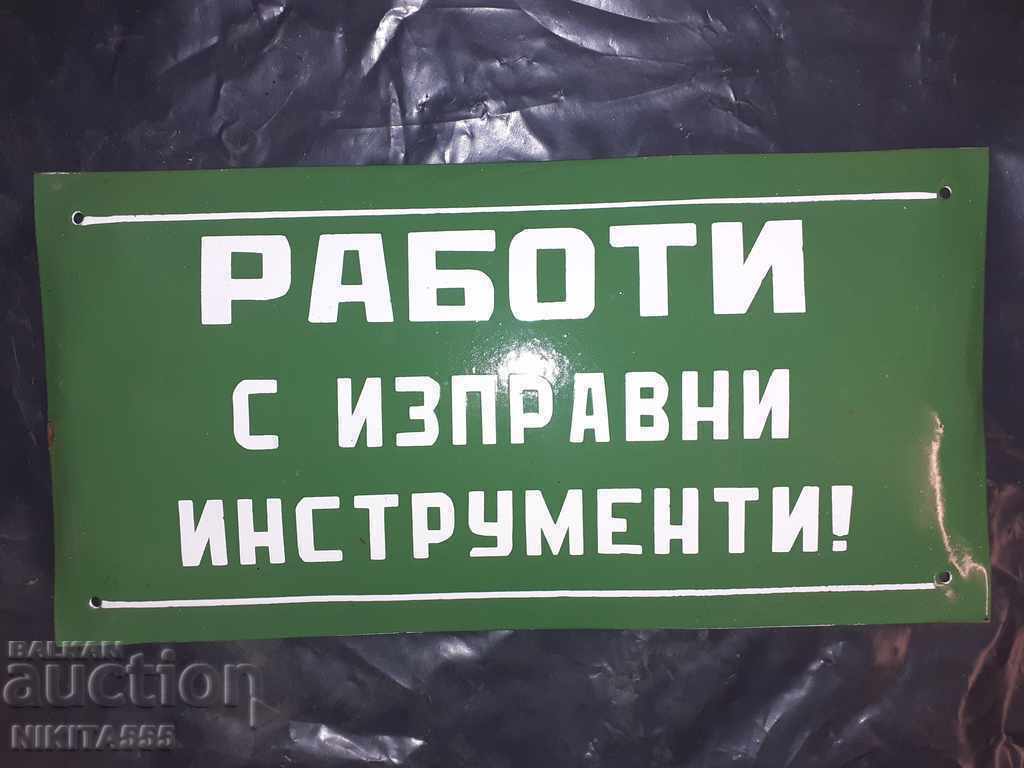 РАБОТИ
С ИЗПРАВНИ
ИНСТРУМЕНТИ!
BALKAN
auction
NIKITA555